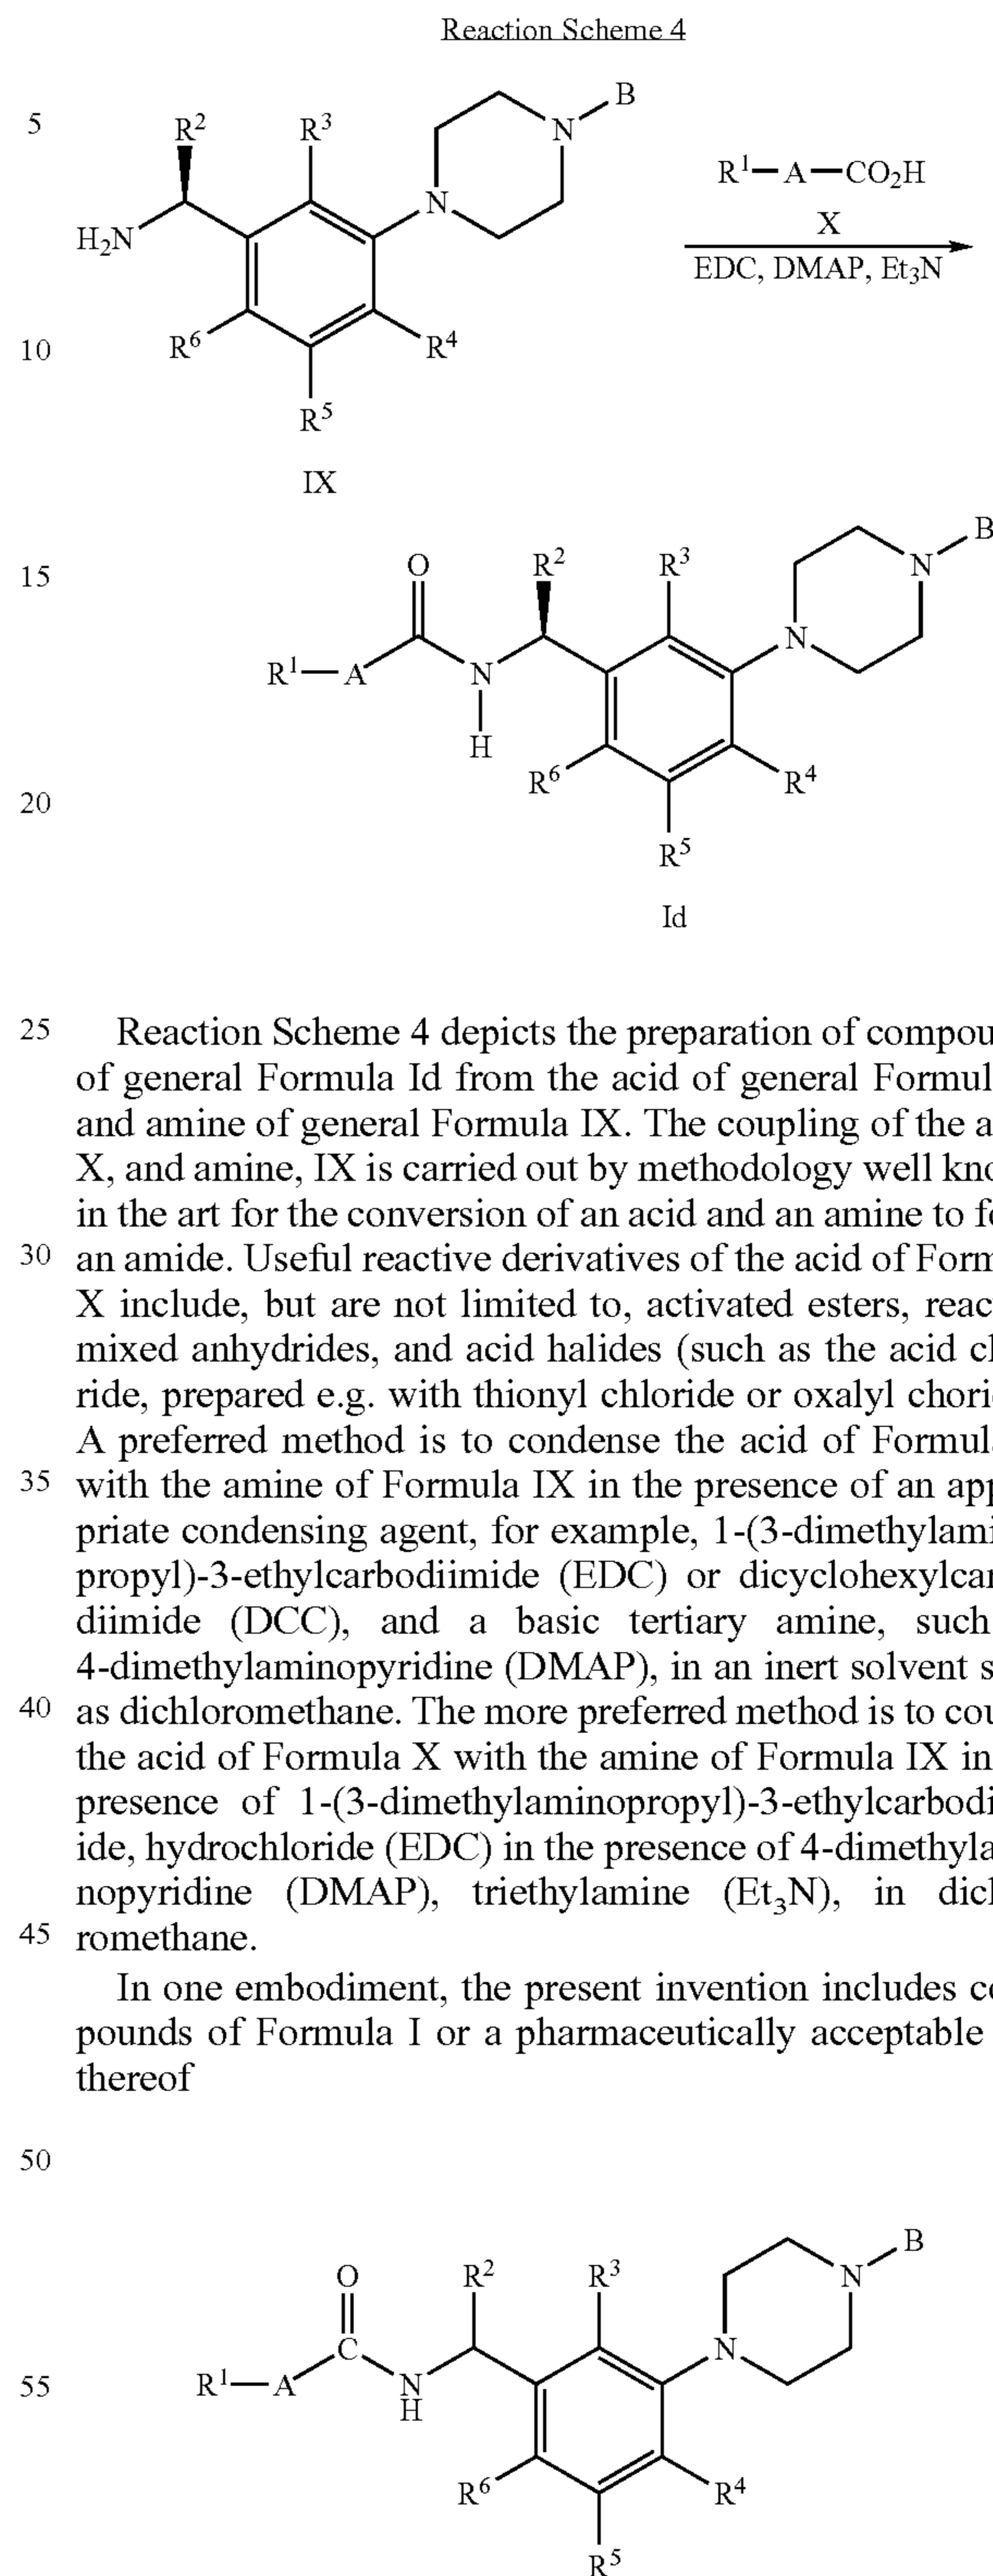 Reaction Scheme 4
5
R² R³ N B
H₂N N
R¹—A—CO₂H
X
EDC, DMAP, Et₃N
10
R⁶ R⁴
R⁵
IX
15
O R² R³ N B
R¹—A N N
H
20
R⁶ R⁴
R⁵
Id
25 Reaction Scheme 4 depicts the preparation of compou
of general Formula Id from the acid of general Formul
and amine of general Formula IX. The coupling of the a
X, and amine, IX is carried out by methodology well kno
in the art for the conversion of an acid and an amine to fo
30 an amide. Useful reactive derivatives of the acid of Form
X include, but are not limited to, activated esters, reac
mixed anhydrides, and acid halides (such as the acid cl
ride, prepared e.g. with thionyl chloride or oxalyl chori
A preferred method is to condense the acid of Formul
35 with the amine of Formula IX in the presence of an app
priate condensing agent, for example, 1-(3-dimethylami
propyl)-3-ethylcarbodiimide (EDC) or dicyclohexylcar
diimide (DCC), and a basic tertiary amine, such
4-dimethylaminopyridine (DMAP), in an inert solvent s
40 as dichloromethane. The more preferred method is to cou
the acid of Formula X with the amine of Formula IX in
presence of 1-(3-dimethylaminopropyl)-3-ethylcarbodi
ide, hydrochloride (EDC) in the presence of 4-dimethyla
nopyridine (DMAP), triethylamine (Et₃N), in dicl
45 romethane.
In one embodiment, the present invention includes co
pounds of Formula I or a pharmaceutically acceptable
thereof
50
O R² R³ N B
C N
55 R¹—A N
H
R⁶ R⁴
R⁵